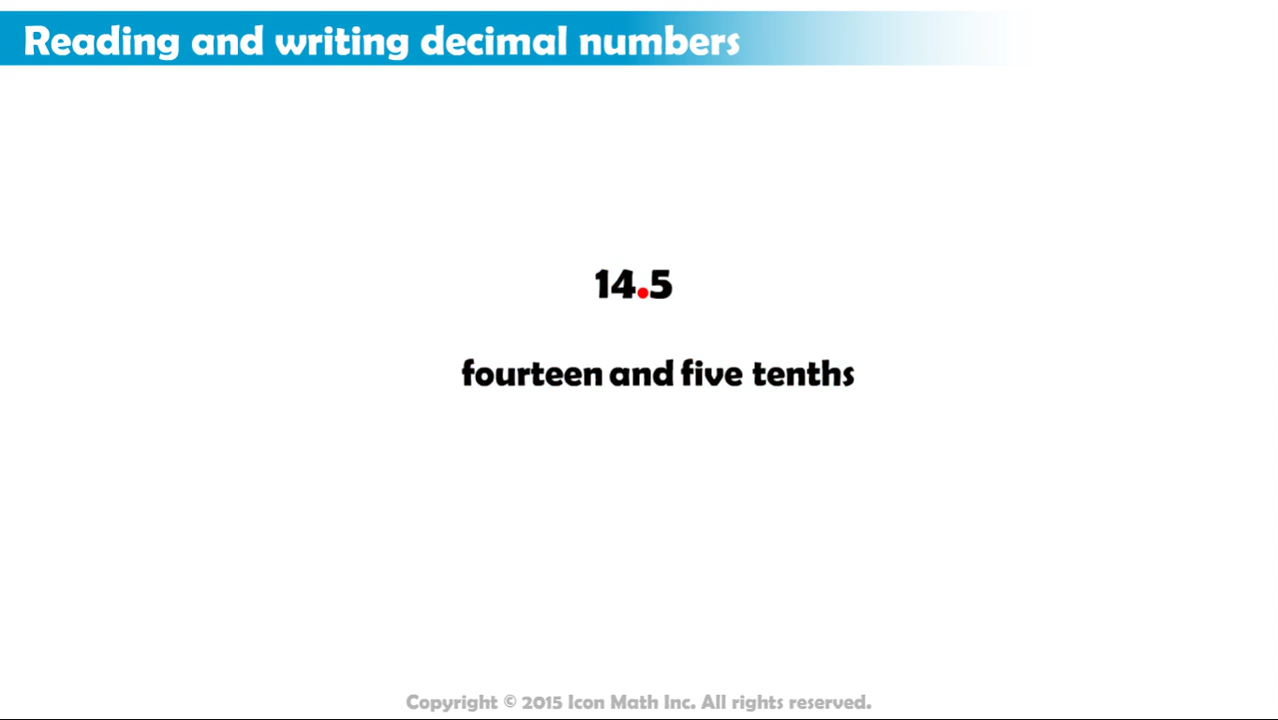 Reading and writing decimal numbers
14.5
fourteen and five tenths
Copyright © 2015 Icon Math Inc. All rights reserved.